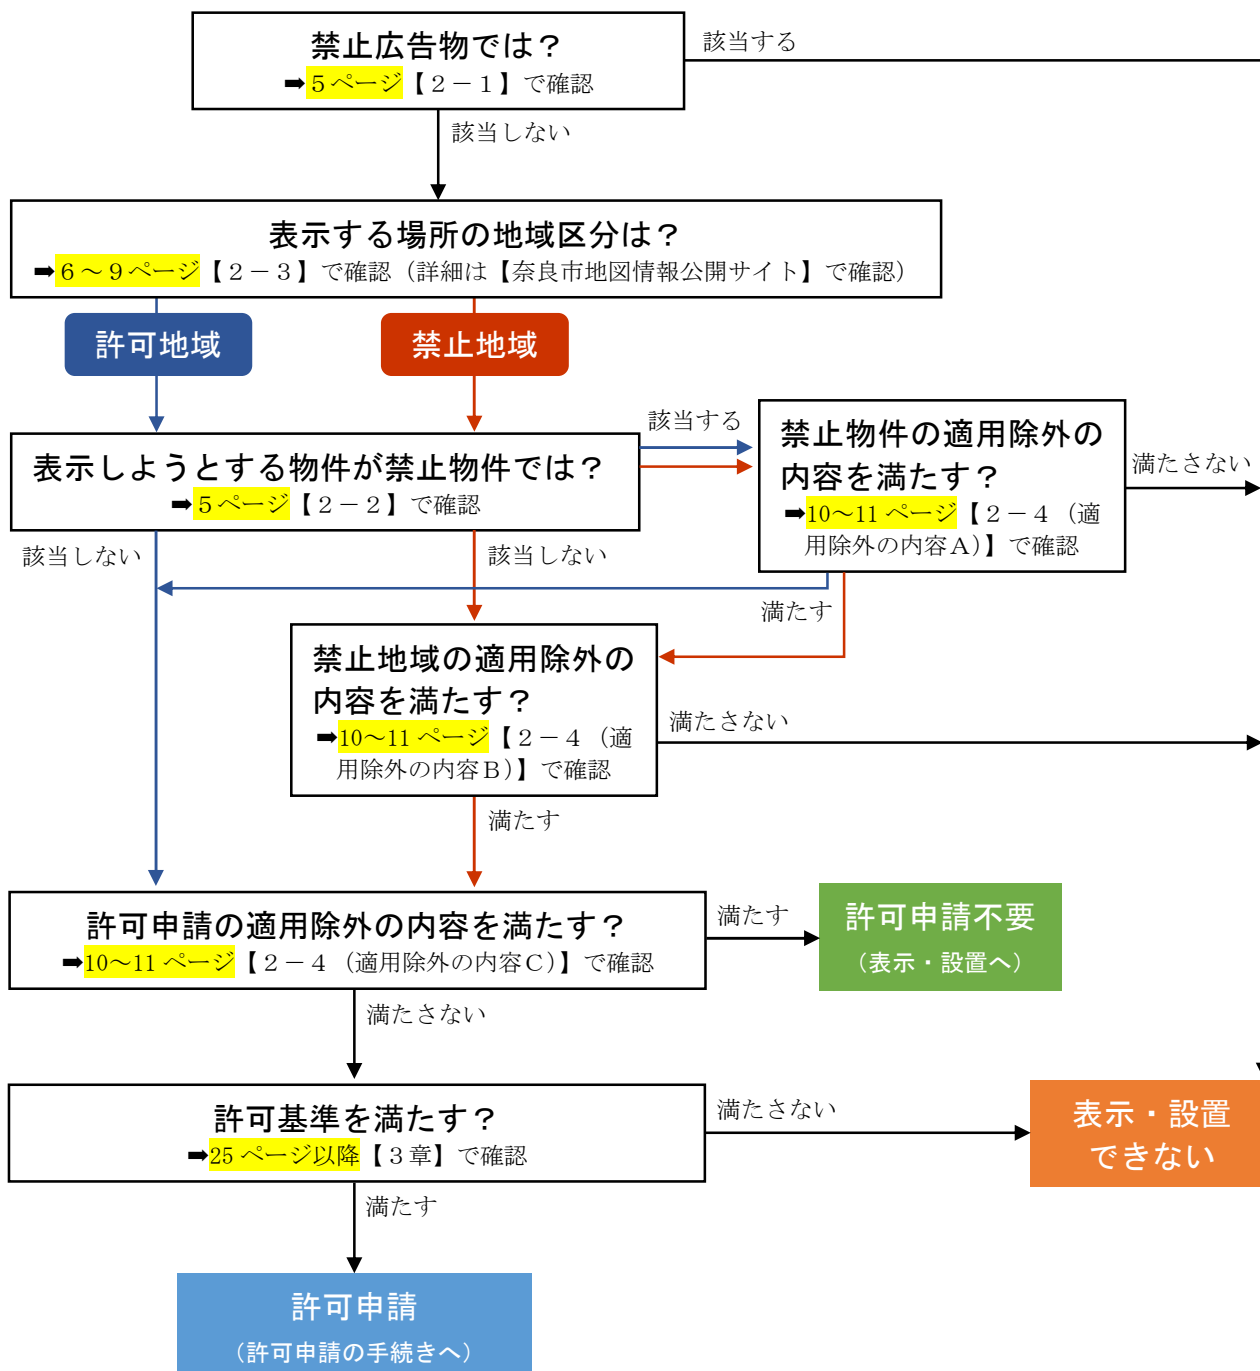 禁止広告物では？
➡５ページ【２－１】で確認
該当する
該当しない
表示する場所の地域区分は？
➡６～９ページ【２－３】で確認（詳細は【奈良市地図情報公開サイト】で確認）
許可地域
禁止地域
表示しようとする物件が禁止物件では？
➡５ページ【２－２】で確認
該当する
禁止物件の適用除外の
内容を満たす？
➡10～11 ページ【２－４（適
用除外の内容Ａ）】で確認
満たさない
該当しない
該当しない
満たす
禁止地域の適用除外の
内容を満たす？
➡10～11 ページ【２－４（適
用除外の内容Ｂ）】で確認
満たさない
満たす
許可申請の適用除外の内容を満たす？
➡10～11 ページ【２－４（適用除外の内容Ｃ）】で確認
満たす
許可申請不要
（表示・設置へ）
満たさない
許可基準を満たす？
➡25 ページ以降【３章】で確認
満たさない
表示・設置
できない
満たす
許可申請
（許可申請の手続きへ）